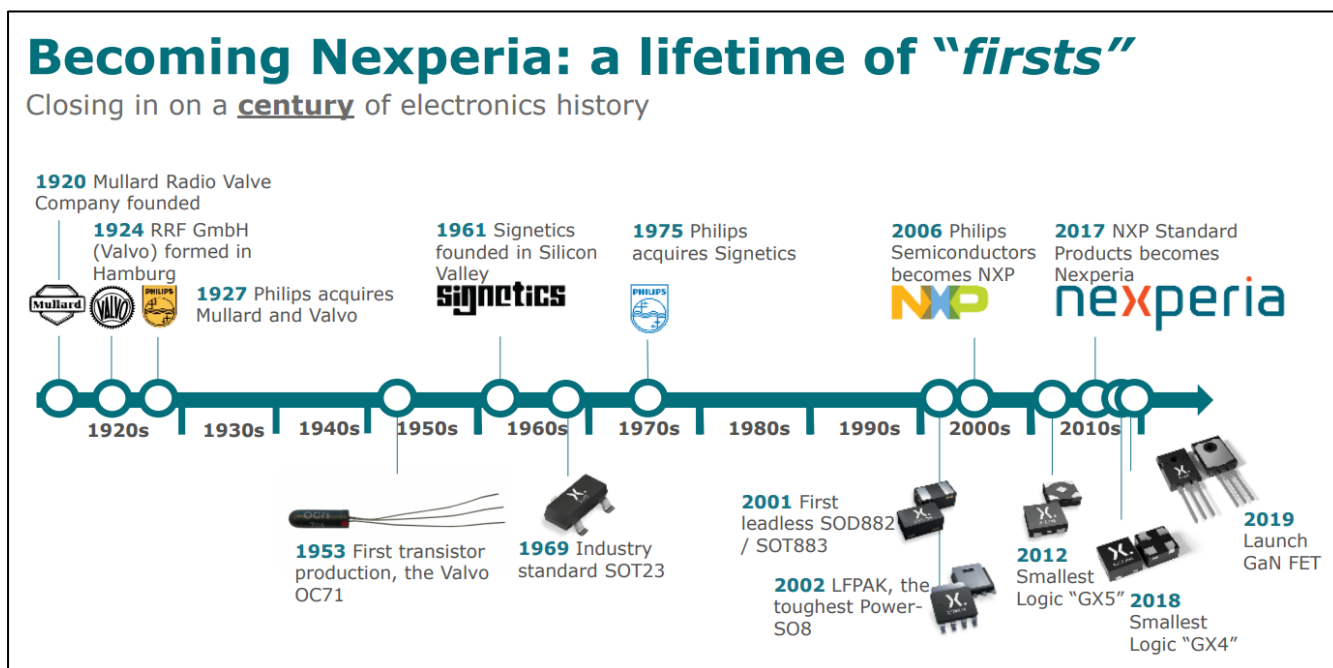 Becoming Nexperia: a lifetime of “firsts”
Closing in on a century of electronics history
1920 Mullard Radio Valve
Company founded
1924 RRF GmbH
(Valvo) formed in
Hamburg
1927 Philips acquires
Mullard and Valvo
1961 Signetics
founded in Silicon
Valley
1975 Philips
acquires Signetics
2006 Philips
Semiconductors
becomes NXP
2017 NXP Standard
Products becomes
Nexperia
Mullard
VALVO
PHILIPS
signetics
PHILIPS
NXP
nexperia
1920s
1930s
1940s
1950s
1960s
1970s
1980s
1990s
2000s
2010s
OC71
1953 First transistor
production, the Valvo
OC71
1969 Industry
standard SOT23
2001 First
leadless SOD882
/ SOT883
2002 LFPAK, the
toughest Power-
SO8
2012
Smallest
Logic “GX5”
2018
Smallest
Logic “GX4”
2019
Launch
GaN FET